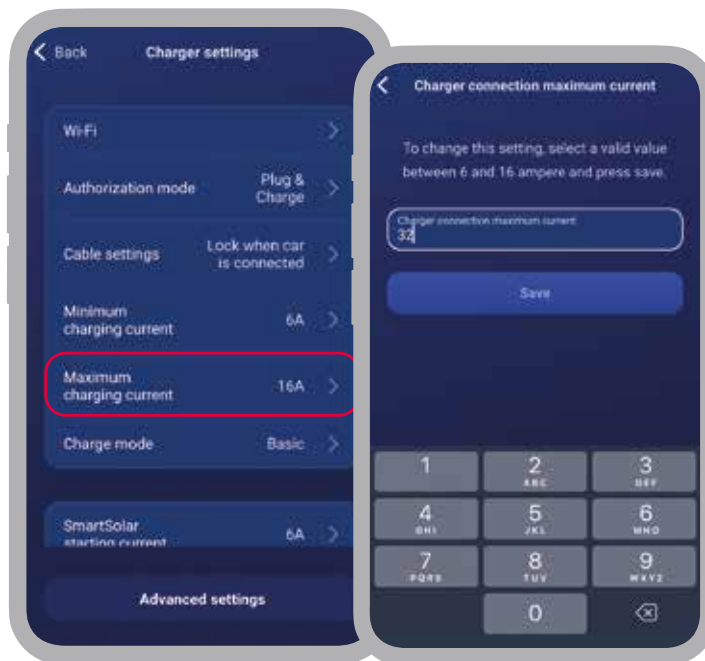 Back
Charger settings
Wi-Fi
Authorization mode
Plug &
Charge
Cable settings
Lock when car
is connected
Minimum
charging current
6A
Maximum
charging current
16A
Charge mode
Basic
SmartSolar
starting current
6A
Advanced settings
Charger connection maximum current
To change this setting, select a valid value
between 6 and 16 ampere and press save.
Charger connection maximum current
32
Save
1
2
ABC
3
DEF
4
GHI
5
JKL
6
MNO
7
PQRS
8
TUV
9
WXYZ
0